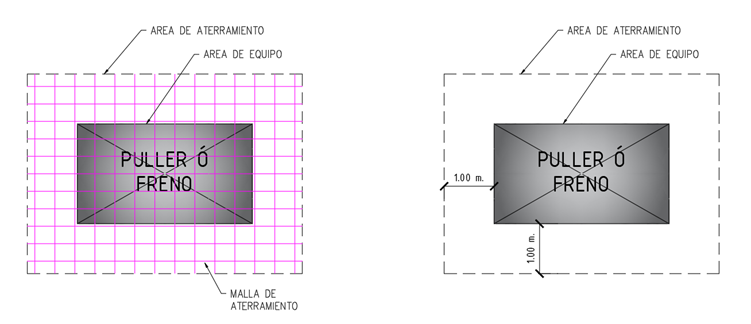 AREA DE ATERRAMIENTO
AREA DE EQUIPO
PULLER Ó
FRENO
MALLA DE
ATERRAMIENTO
AREA DE ATERRAMIENTO
AREA DE EQUIPO
PULLER Ó
FRENO
1.00 m.
1.00 m.